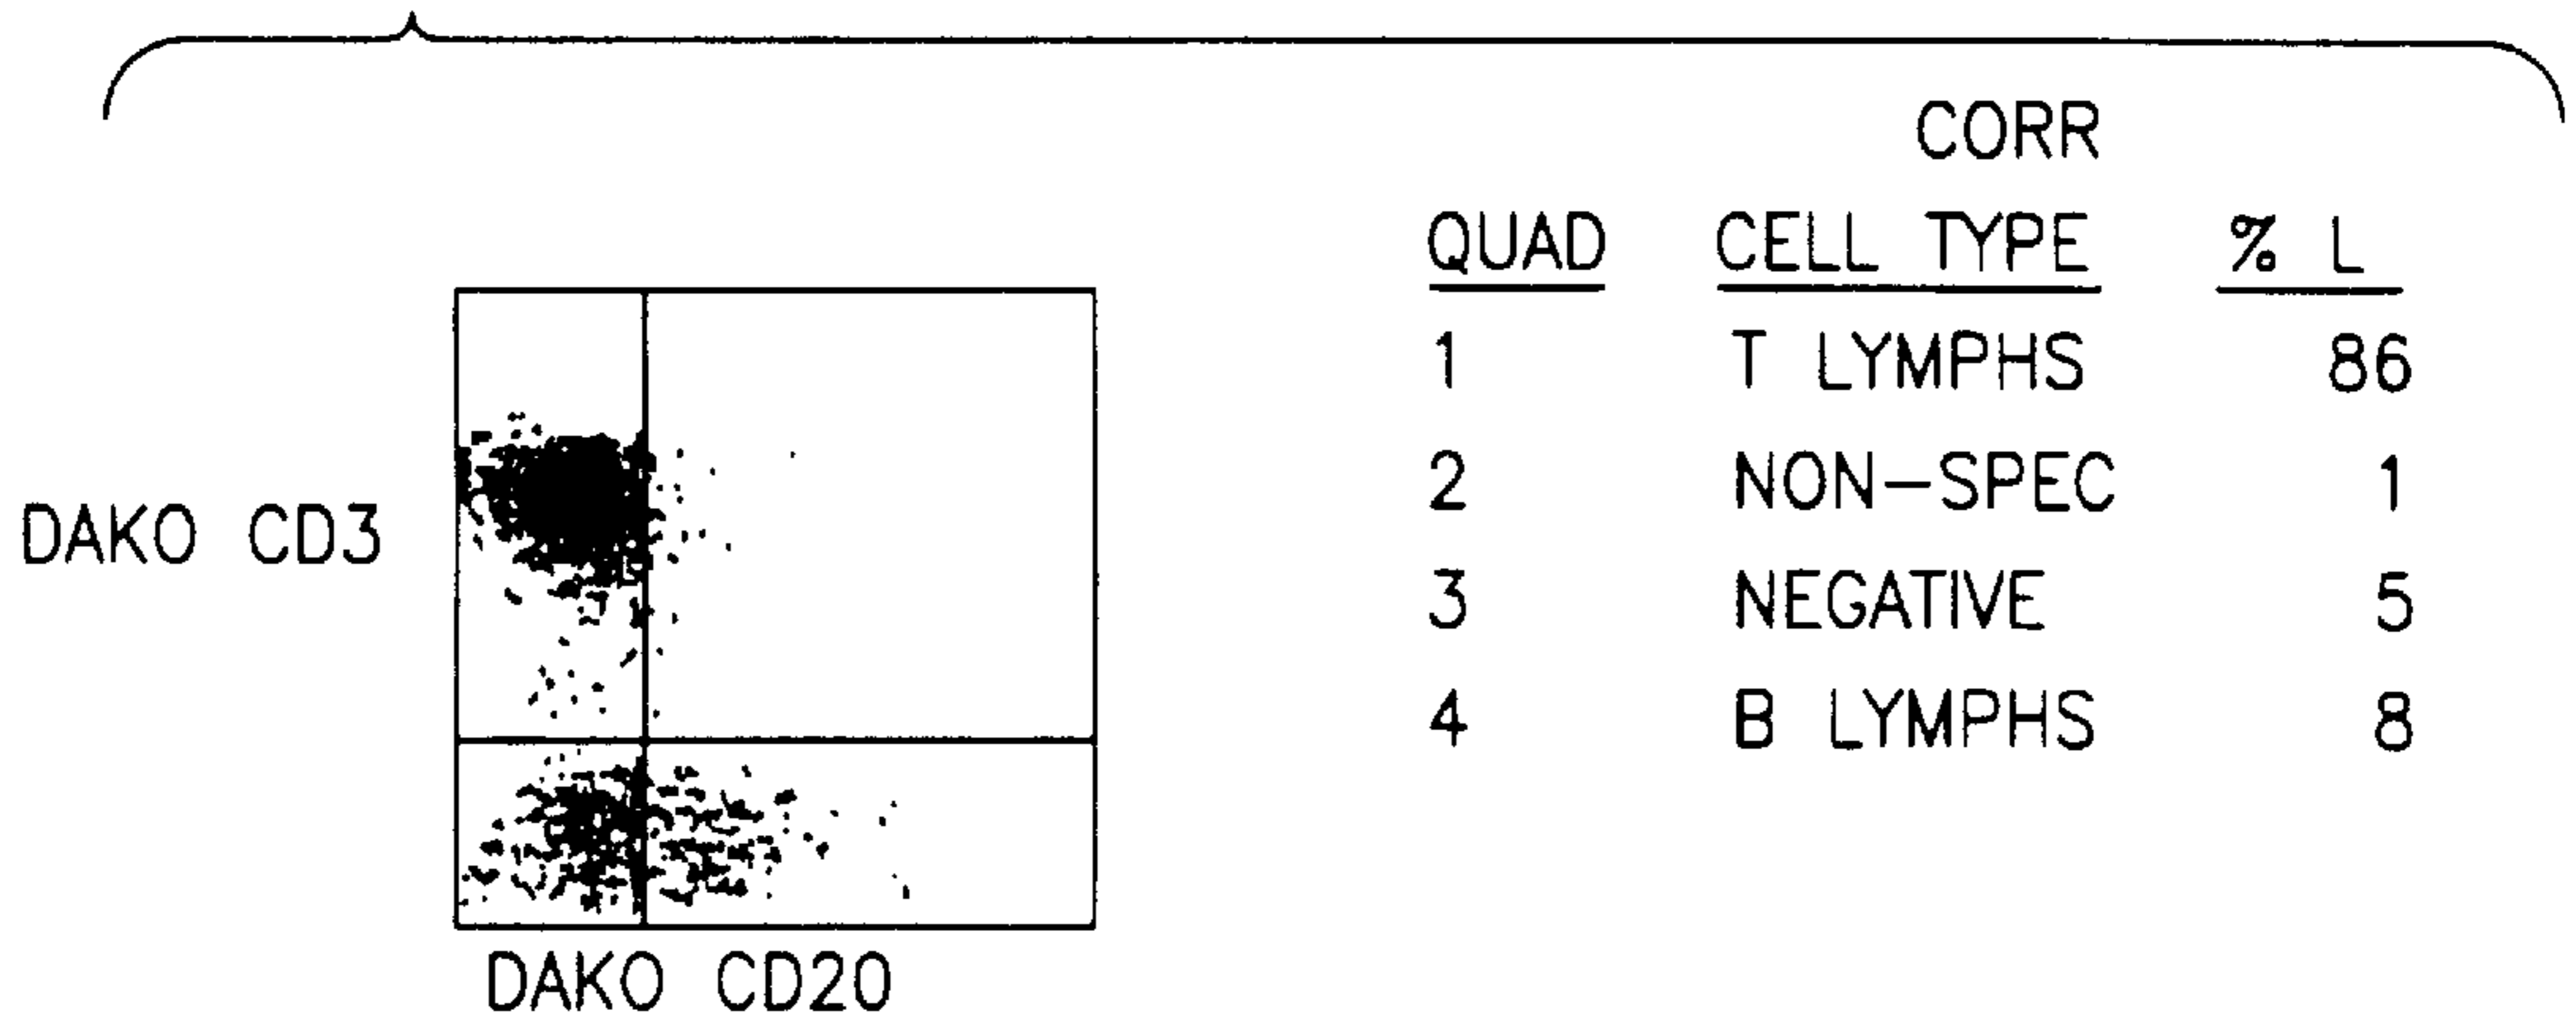 CORR
QUAD CELL TYPE % L
1 T LYMPHS 86
2 NON-SPEC 1
3 NEGATIVE 5
4 B LYMPHS 8
DAKO CD3
DAKO CD20